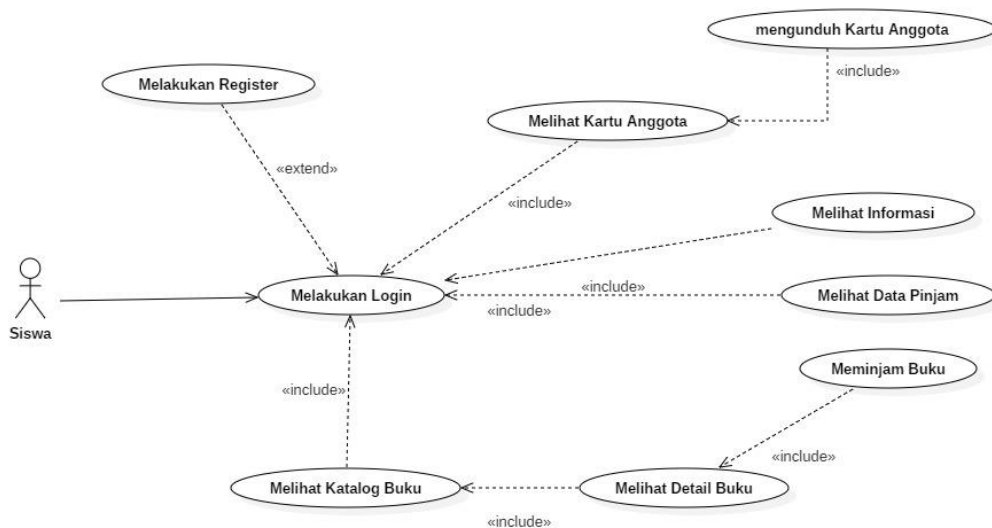 mengunduh Kartu Anggota
«include»
Melakukan Register
Melihat Kartu Anggota
«extend»
«include»
Melihat Informasi
Siswa
Melakukan Login
«include»
«include»
Melihat Data Pinjam
Meminjam Buku
«include»
«include»
Melihat Katalog Buku
Melihat Detail Buku
«include»